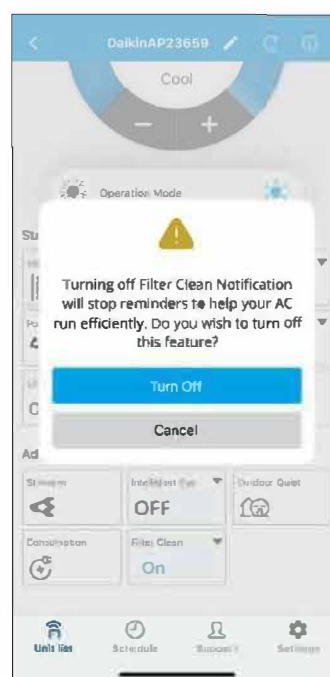 DaikinAP23659
Cool
Operation Mode
Turning off Filter Clean Notification
will stop reminders to help your AC
run efficiently. Do you wish to turn off
this feature?
Turn Off
Cancel
Ad
Intelligent Eye
Outdoor Quiet
OFF
Consumption
Filter Clean
On
Unit list
Schedule
Support
Settings